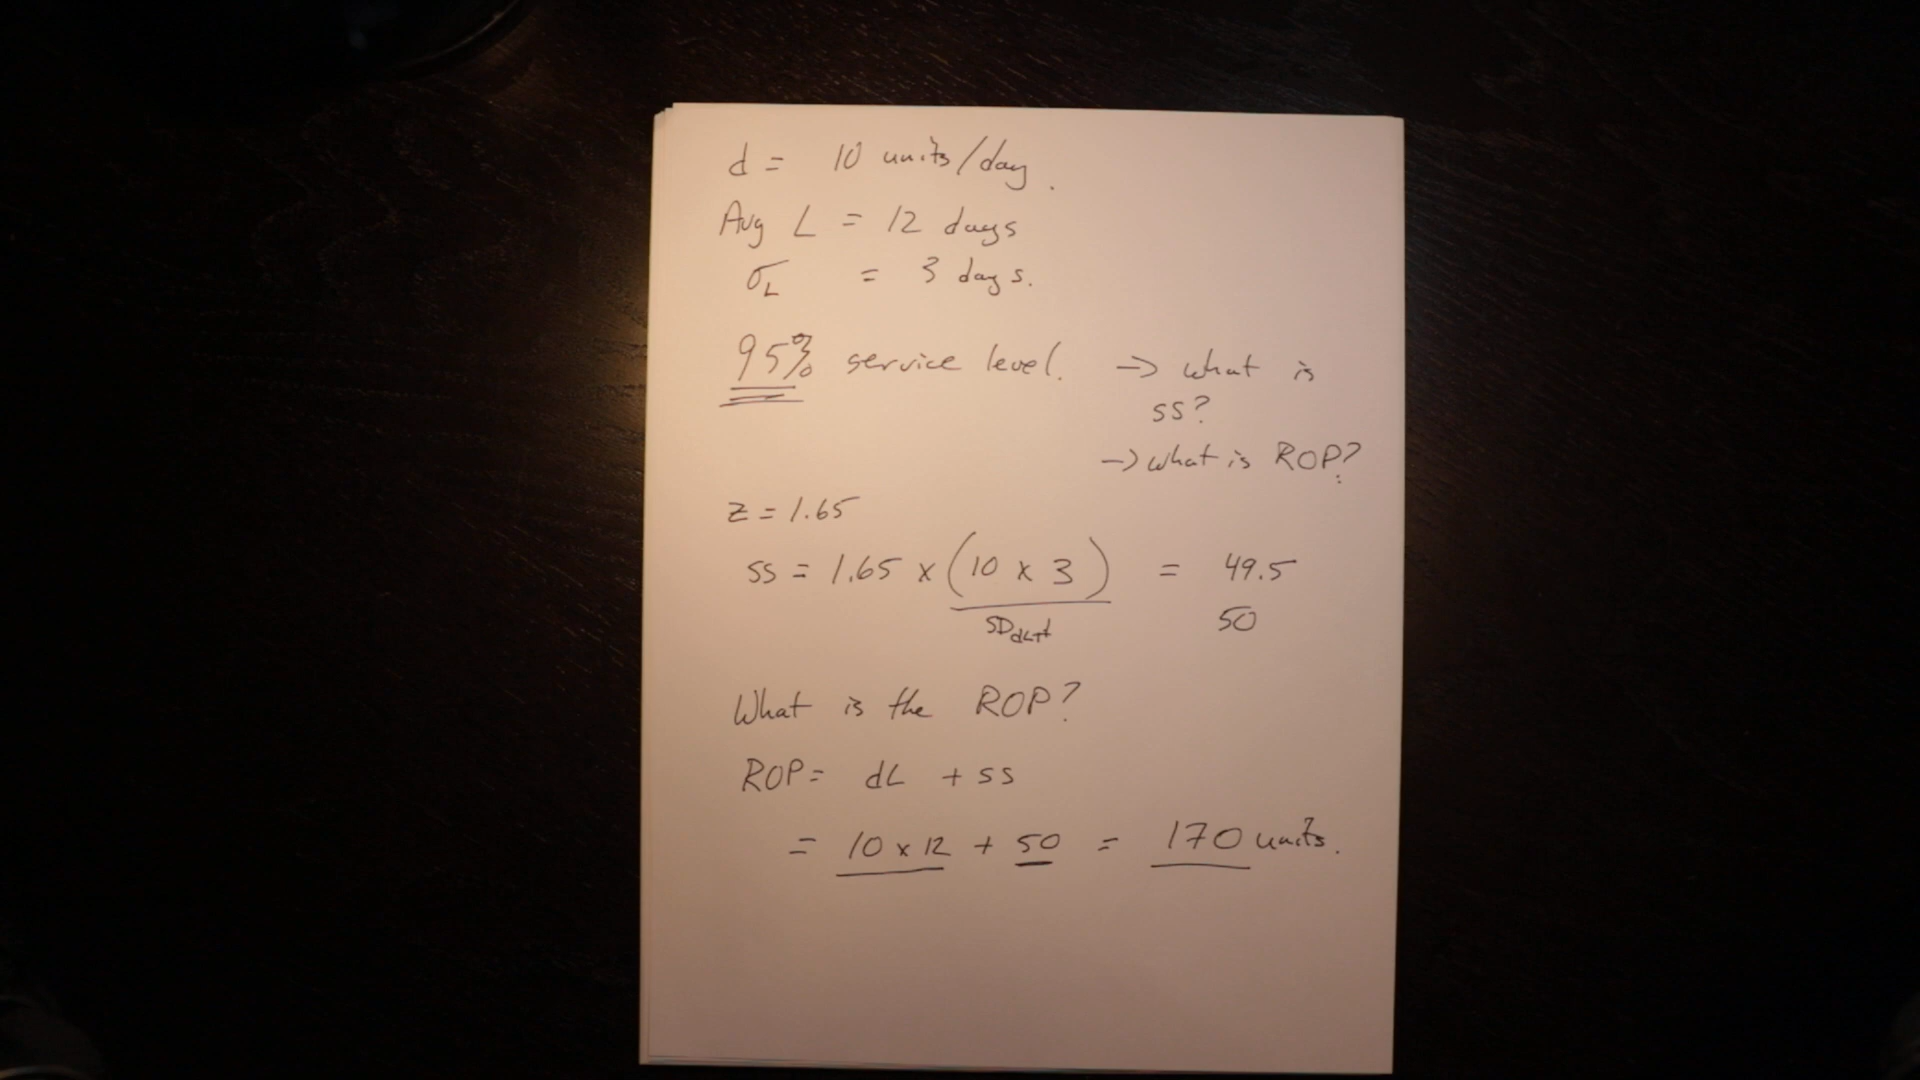 d = 10 units/day.
Avg L = 12 days
σL = 3 days.
95% service level. → what is
ss?
→ what is ROP?
z = 1.65
ss = 1.65 x (10 x 3) = 49.5
SDdLT 50
What is the ROP?
ROP = dL + ss
= 10 x 12 + 50 = 170 units.